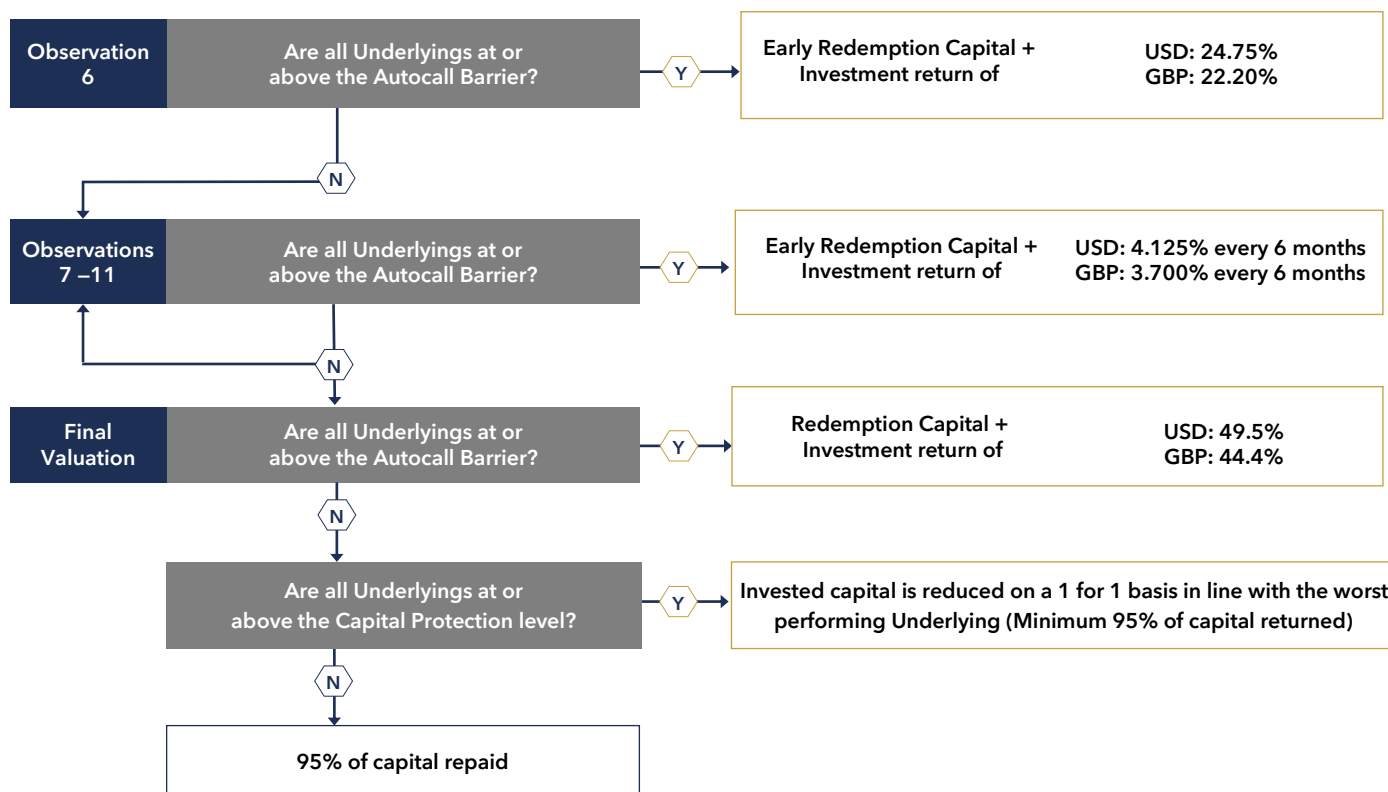 Observation
6
Are all Underlyings at or
above the Autocall Barrier?
Y
Early Redemption Capital +
Investment return of
USD: 24.75%
GBP: 22.20%
N
Observations
7 –11
Are all Underlyings at or
above the Autocall Barrier?
Y
Early Redemption Capital +
Investment return of
USD: 4.125% every 6 months
GBP: 3.700% every 6 months
N
Final
Valuation
Are all Underlyings at or
above the Autocall Barrier?
Y
Redemption Capital +
Investment return of
USD: 49.5%
GBP: 44.4%
N
Are all Underlyings at or
above the Capital Protection level?
Y
Invested capital is reduced on a 1 for 1 basis in line with the worst
performing Underlying (Minimum 95% of capital returned)
N
95% of capital repaid